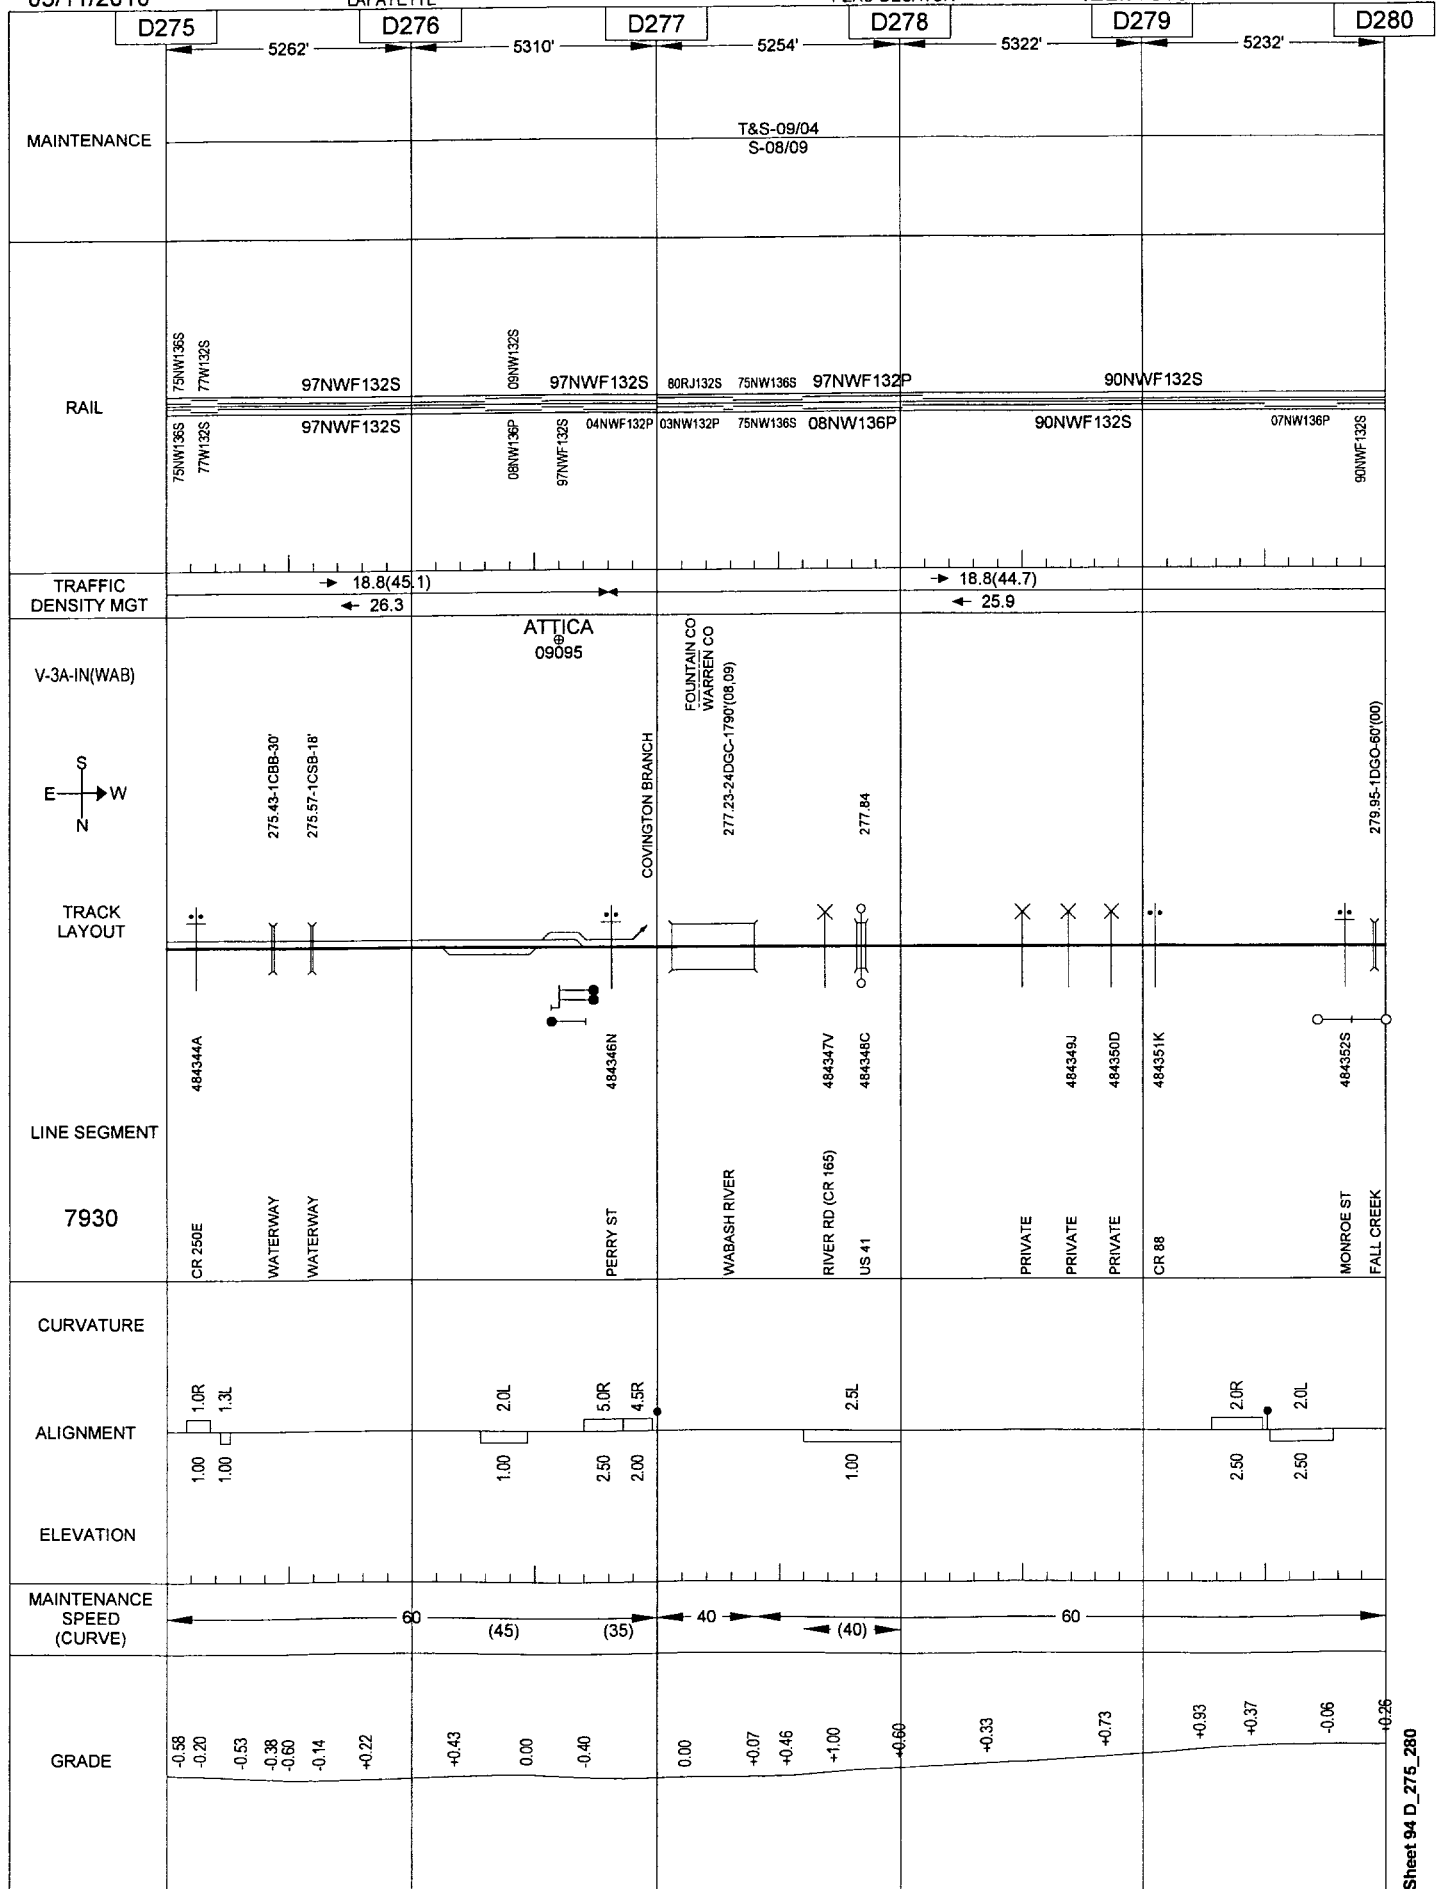 D275 D276 D277 D278 D279 D280
5262' 5310' 5254' 5322' 5232'
MAINTENANCE
T&S-09/04
S-08/09
RAIL
75NW136S
77W132S
97NWF132S
09NW132S
97NWF132S
80RJ132S
75NW136S
97NWF132P
90NWF132S
75NW136S
77W132S
97NWF132S
08NW136P
97NWF132S
04NWF132P
03NW132P
75NW136S
08NW136P
90NWF132S
07NW136P
90NWF132S
TRAFFIC
DENSITY MGT
18.8(45.1)
26.3
18.8(44.7)
25.9
V-3A-IN(WAB)
ATTICA
09095
FOUNTAIN CO
WARREN CO
S
E W
N
275.43-1CBB-30'
275.57-1CSB-18'
COVINGTON BRANCH
277.23-24DGC-1790'(08,09)
277.84
279.95-1DGO-60'(00)
TRACK
LAYOUT
484344A
484346N
484347V
484348C
484349J
484350D
484351K
484352S
LINE SEGMENT
7930
CR 250E
WATERWAY
WATERWAY
PERRY ST
WABASH RIVER
RIVER RD (CR 165)
US 41
PRIVATE
PRIVATE
PRIVATE
CR 88
MONROE ST
FALL CREEK
CURVATURE
1.0R
1.3L
2.0L
5.0R
4.5R
2.5L
2.0R
2.0L
ALIGNMENT
1.00
1.00
1.00
2.50
2.00
1.00
2.50
2.50
ELEVATION
MAINTENANCE
SPEED
(CURVE)
60
(45)
(35)
40
(40)
60
GRADE
-0.58
-0.20
-0.53
-0.38
-0.60
-0.14
+0.22
+0.43
0.00
-0.40
0.00
+0.07
+0.46
+1.00
+0.60
+0.33
+0.73
+0.93
+0.37
-0.06
+0.26
Sheet 94 D_275_280